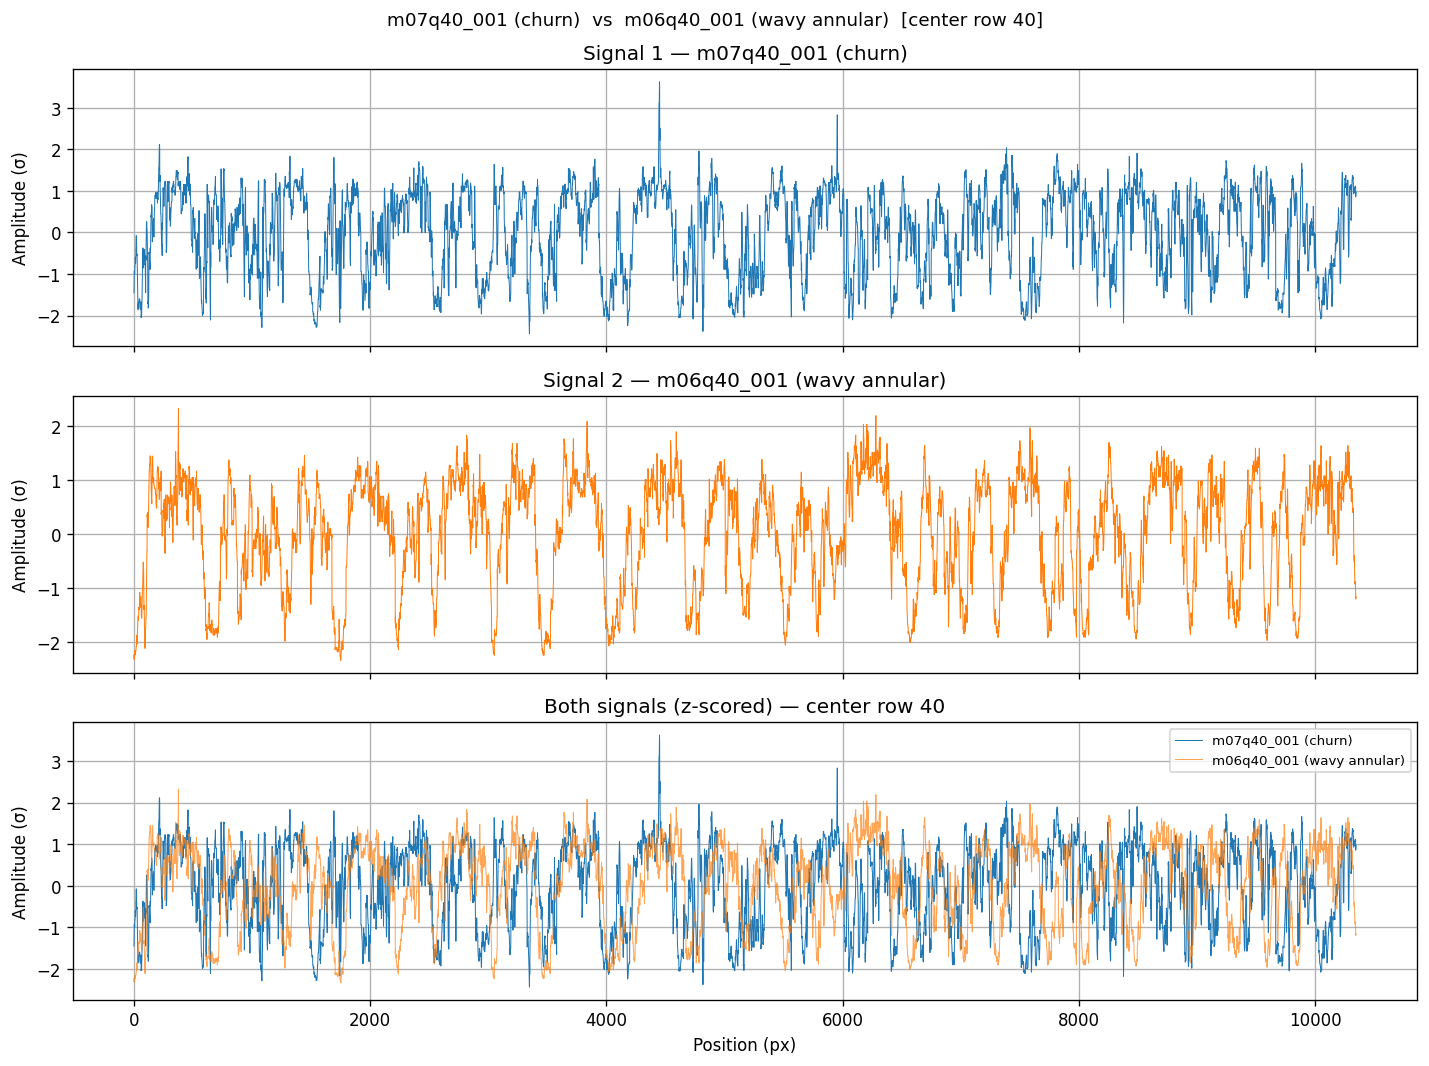 m07q40_001 (churn)  vs  m06q40_001 (wavy annular)  [center row 40]
Signal 1 — m07q40_001 (churn)
Amplitude (σ)
3
2
1
0
−1
−2
Signal 2 — m06q40_001 (wavy annular)
Amplitude (σ)
2
1
0
−1
−2
Both signals (z-scored) — center row 40
Amplitude (σ)
3
2
1
0
−1
−2
m07q40_001 (churn)
m06q40_001 (wavy annular)
0 2000 4000 6000 8000 10000
Position (px)